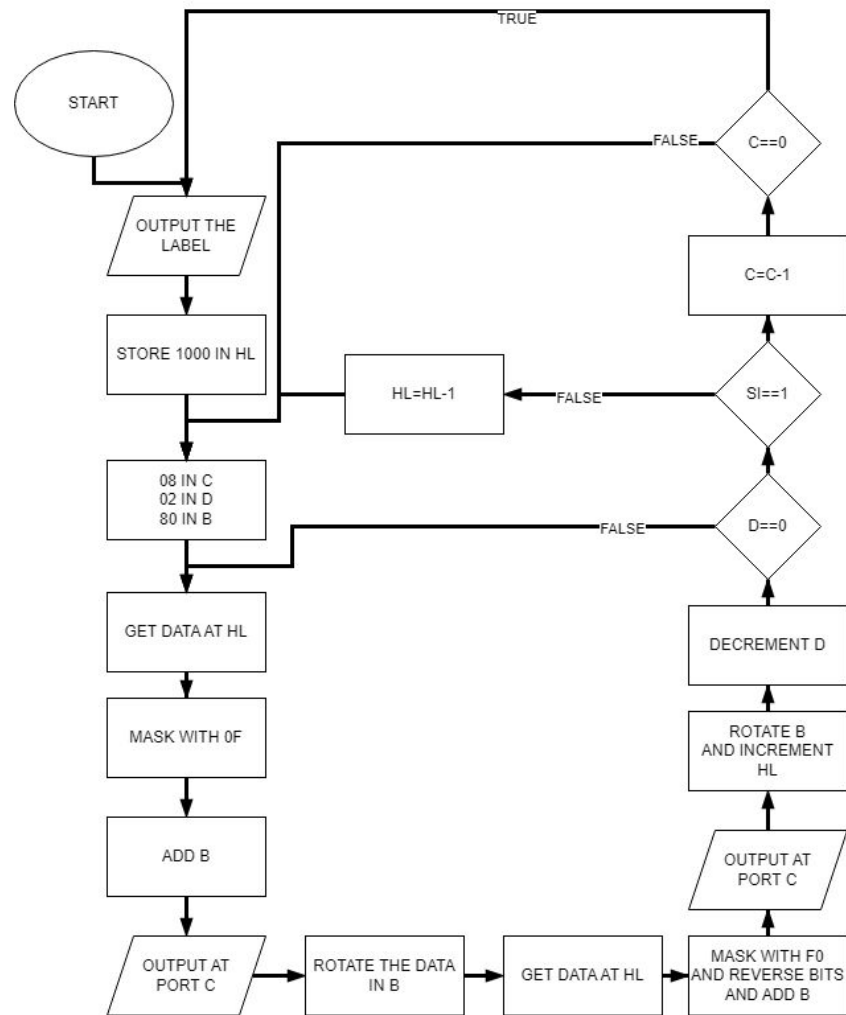 TRUE
START
C==0
FALSE
OUTPUT THE
LABEL
C=C-1
STORE 1000 IN HL
HL=HL-1
FALSE
SI==1
08 IN C
02 IN D
80 IN B
FALSE
D==0
GET DATA AT HL
DECREMENT D
MASK WITH 0F
ROTATE B
AND INCREMENT
HL
ADD B
OUTPUT AT
PORT C
OUTPUT AT
PORT C
ROTATE THE DATA
IN B
GET DATA AT HL
MASK WITH F0
AND REVERSE BITS
AND ADD B